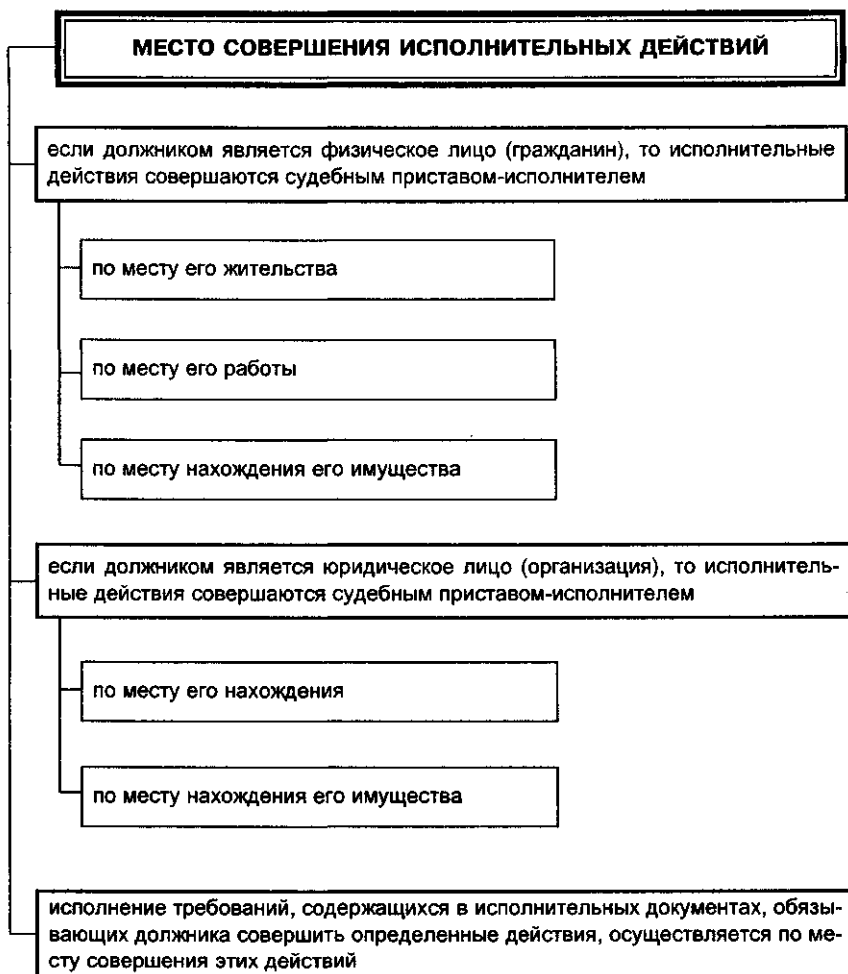 МЕСТО СОВЕРШЕНИЯ ИСПОЛНИТЕЛЬНЫХ ДЕЙСТВИЙ
если должником является физическое лицо (гражданин), то исполнительные
действия совершаются судебным приставом-исполнителем
по месту его жительства
по месту его работы
по месту нахождения его имущества
если должником является юридическое лицо (организация), то исполнитель-
ные действия совершаются судебным приставом-исполнителем
по месту его нахождения
по месту нахождения его имущества
исполнение требований, содержащихся в исполнительных документах, обязы-
вающих должника совершить определенные действия, осуществляется по ме-
сту совершения этих действий